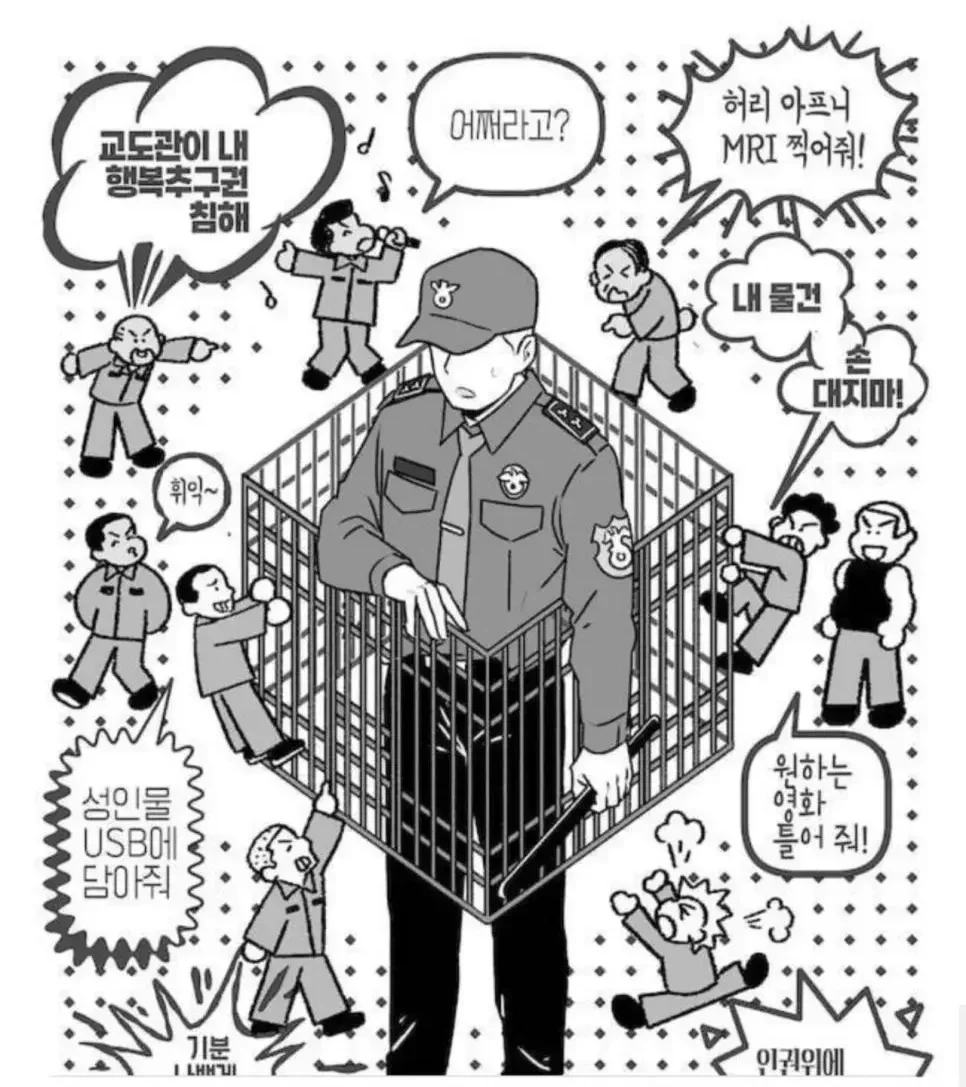 교도관이 내
행복추구권
침해
어쩌라고?
허리 아프니
MRI 찍어줘!
내 물건
손
대지마!
휘익~
성인물
USB에
담아줘
원하는
영화
틀어 줘!
기분
인권위에